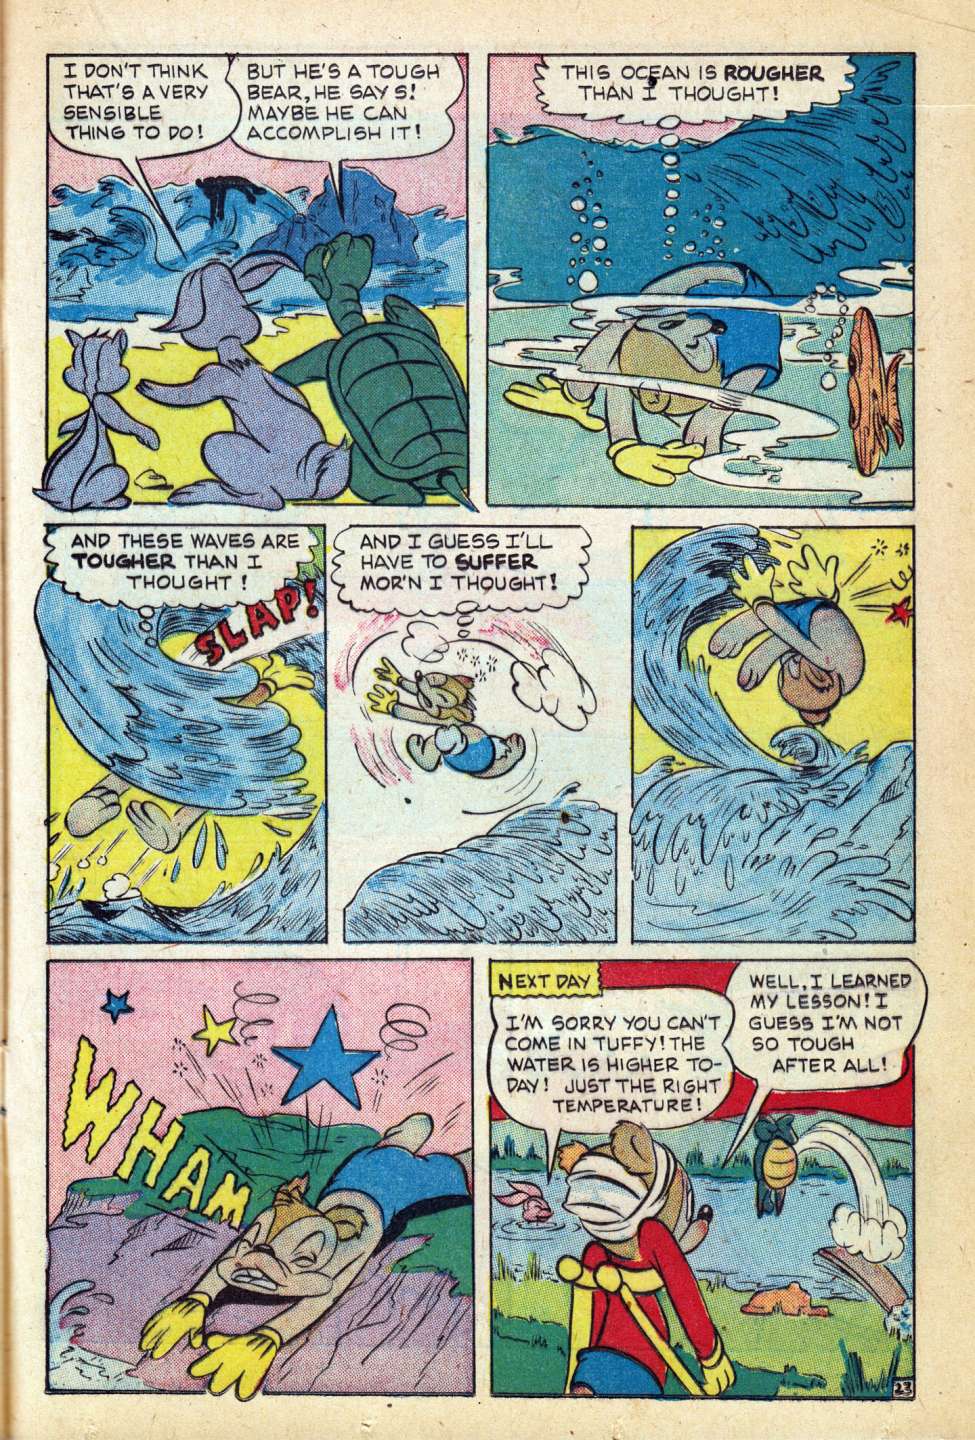 I DON'T THINK
THAT'S A VERY
SENSIBLE
THING TO DO!
BUT HE'S A TOUGH
BEAR, HE SAYS!
MAYBE HE CAN
ACCOMPLISH IT!
THIS OCEAN IS ROUGHER
THAN I THOUGHT!
AND THESE WAVES ARE
TOUGHER THAN I
THOUGHT!
SLAP!
AND I GUESS I'LL
HAVE TO SUFFER
MOR'N I THOUGHT!
WHAM
NEXT DAY
I'M SORRY YOU CAN'T
COME IN TUFFY! THE
WATER IS HIGHER TO-
DAY! JUST THE RIGHT
TEMPERATURE!
WELL, I LEARNED
MY LESSON! I
GUESS I'M NOT
SO TOUGH
AFTER ALL!
23